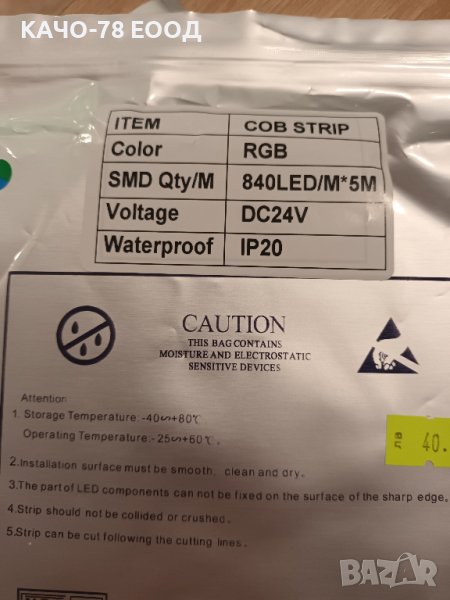 КАЧО-78 ЕООД
ITEM COB STRIP
Color RGB
SMD Qty/M 840LED/M*5M
Voltage DC24V
Waterproof IP20
CAUTION
THIS BAG CONTAINS
MOISTURE AND ELECTROSTATIC
SENSITIVE DEVICES
Attention
1. Storage Temperature:-40∽+80℃
Operating Temperature:-25∽+60℃.
лв 40.
2.Installation surface must be smooth, clean and dry.
3.The part of LED components can not be fixed on the surface of the sharp edge.
4.Strip should not be collided or crushed.
5.Strip can be cut following the cutting lines.
BAZAR